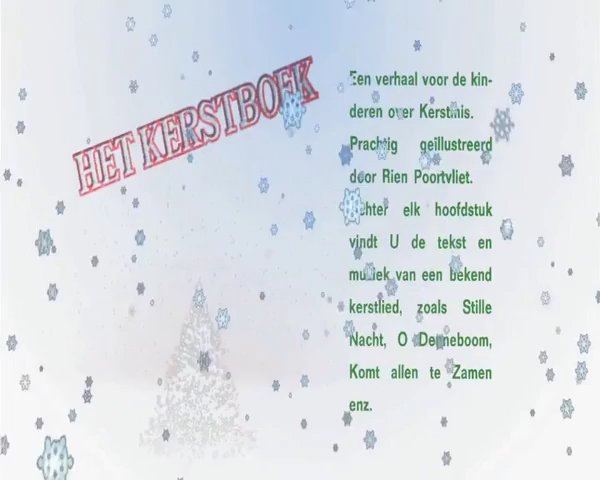 HET KERSTBOEK
Een verhaal voor de kin-
deren over Kerstmis.
Prachtig geïllustreerd
door Rien Poortvliet.
Achter elk hoofdstuk
vindt U de tekst en
muziek van een bekend
kerstlied, zoals Stille
Nacht, O Denneboom,
Komt allen te Zamen
enz.